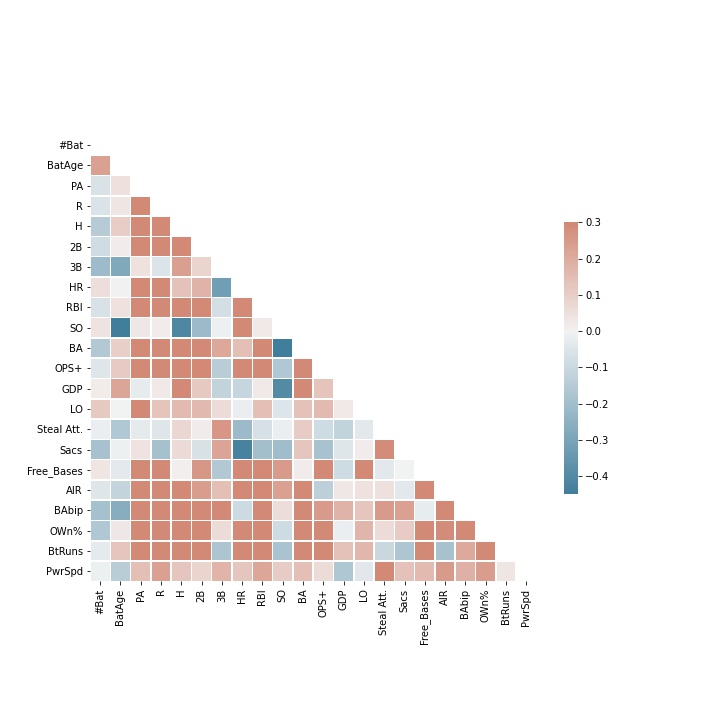 #Bat
BatAge
PA
R
H
2B
3B
HR
RBI
SO
BA
OPS+
GDP
LO
Steal Att.
Sacs
Free_Bases
AIR
BAbip
OWn%
BtRuns
PwrSpd
#Bat
BatAge
PA
R
H
2B
3B
HR
RBI
SO
BA
OPS+
GDP
LO
Steal Att.
Sacs
Free_Bases
AIR
BAbip
OWn%
BtRuns
PwrSpd
0.3
0.2
0.1
0.0
−0.1
−0.2
−0.3
−0.4